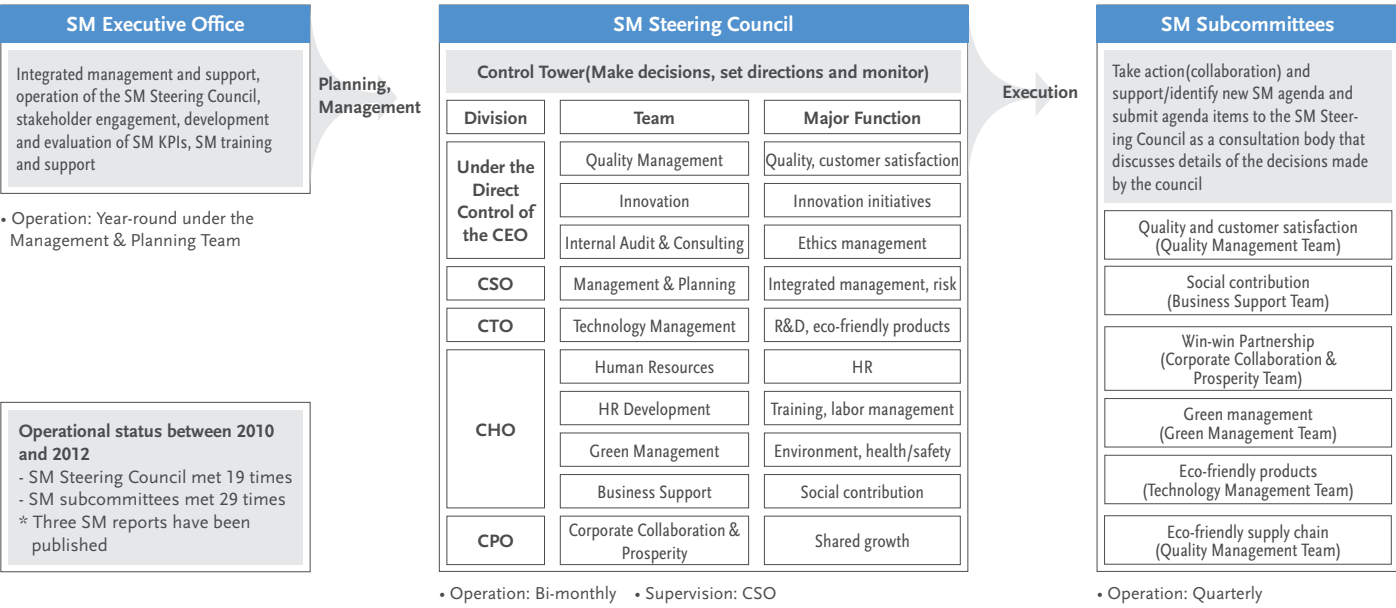 SM Executive Office
Integrated management and support,
operation of the SM Steering Council,
stakeholder engagement, development
and evaluation of SM KPIs, SM training
and support
• Operation: Year-round under the
Management & Planning Team
Operational status between 2010
and 2012
- SM Steering Council met 19 times
- SM subcommittees met 29 times
* Three SM reports have been
published
Planning,
Management
SM Steering Council
Control Tower(Make decisions, set directions and monitor)
Division
Team
Major Function
Under the
Direct
Control of
the CEO
Quality Management
Quality, customer satisfaction
Innovation
Innovation initiatives
Internal Audit & Consulting
Ethics management
CSO
Management & Planning
Integrated management, risk
CTO
Technology Management
R&D, eco-friendly products
CHO
Human Resources
HR
HR Development
Training, labor management
Green Management
Environment, health/safety
Business Support
Social contribution
CPO
Corporate Collaboration &
Prosperity
Shared growth
• Operation: Bi-monthly • Supervision: CSO
Execution
SM Subcommittees
Take action(collaboration) and
support/identify new SM agenda and
submit agenda items to the SM Steer-
ing Council as a consultation body that
discusses details of the decisions made
by the council
Quality and customer satisfaction
(Quality Management Team)
Social contribution
(Business Support Team)
Win-win Partnership
(Corporate Collaboration &
Prosperity Team)
Green management
(Green Management Team)
Eco-friendly products
(Technology Management Team)
Eco-friendly supply chain
(Quality Management Team)
• Operation: Quarterly